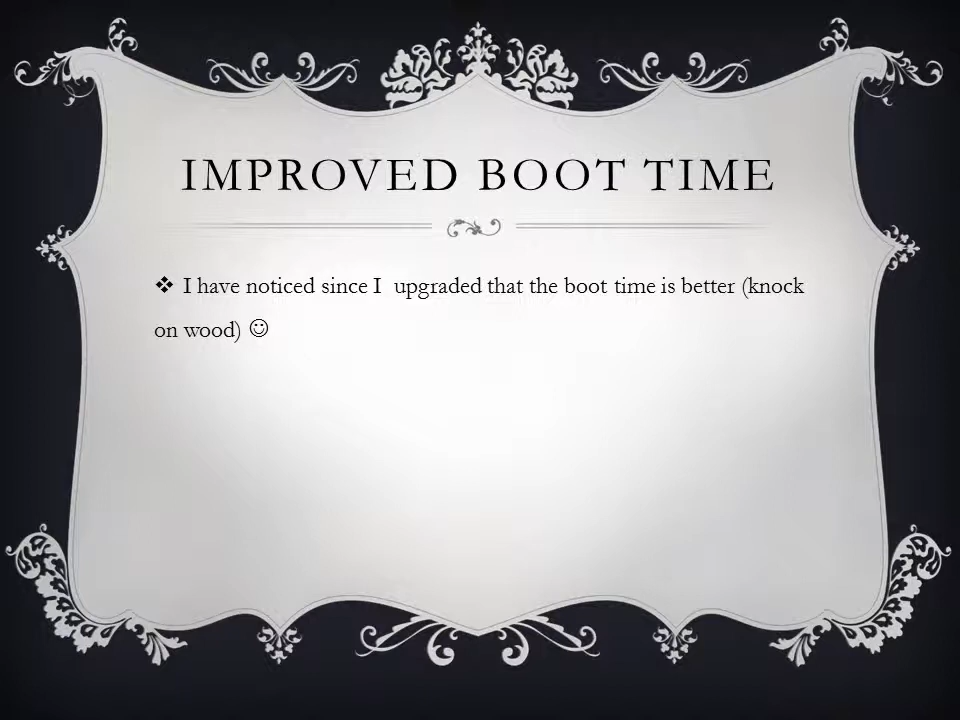 IMPROVED BOOT TIME
❖ I have noticed since I  upgraded that the boot time is better (knock
on wood) ☺